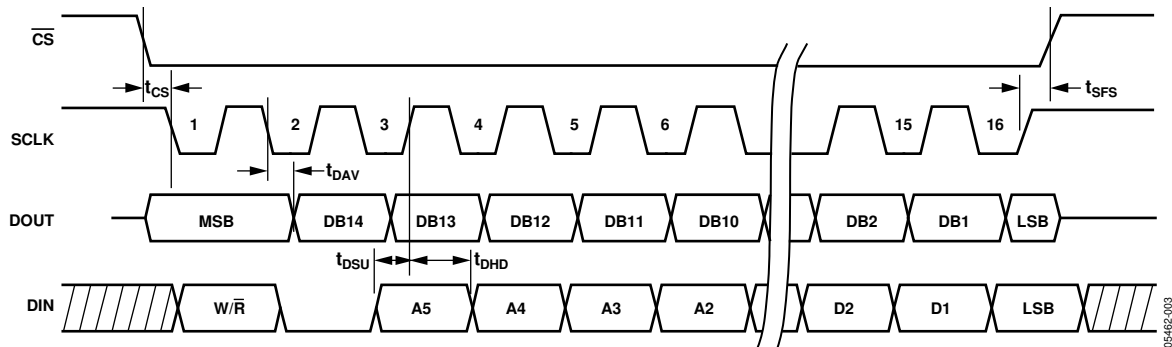 CS
tCS
tSFS
SCLK
1 2 3 4 5 6 15 16
tDAV
DOUT
MSB DB14 DB13 DB12 DB11 DB10 DB2 DB1 LSB
tDSU tDHD
DIN
W/R A5 A4 A3 A2 D2 D1 LSB
05462-003